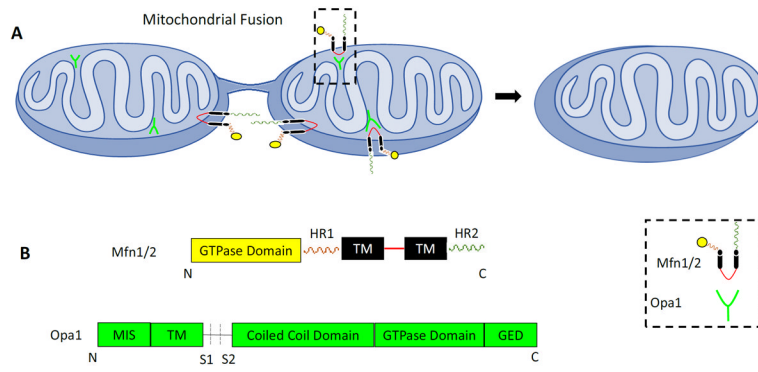 Mitochondrial Fusion
A
B
HR1
HR2
Mfn1/2
GTPase Domain
TM
TM
N
C
Mfn1/2
Opa1
Opa1
MIS
TM
Coiled Coil Domain
GTPase Domain
GED
N
S1
S2
C